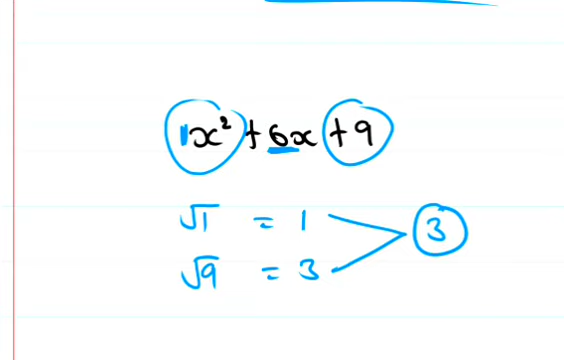 1x² + 6x + 9
√1 = 1
3
√9 = 3